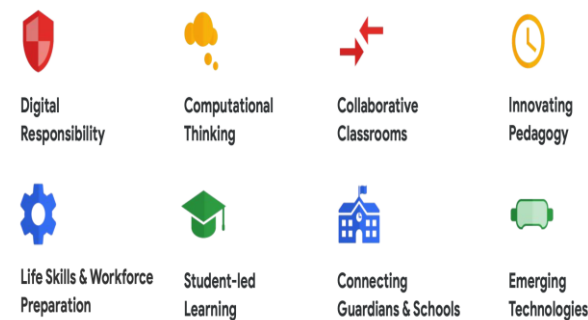 Digital
Responsibility
Computational
Thinking
Collaborative
Classrooms
Innovating
Pedagogy
Life Skills & Workforce
Preparation
Student-led
Learning
Connecting
Guardians & Schools
Emerging
Technologies